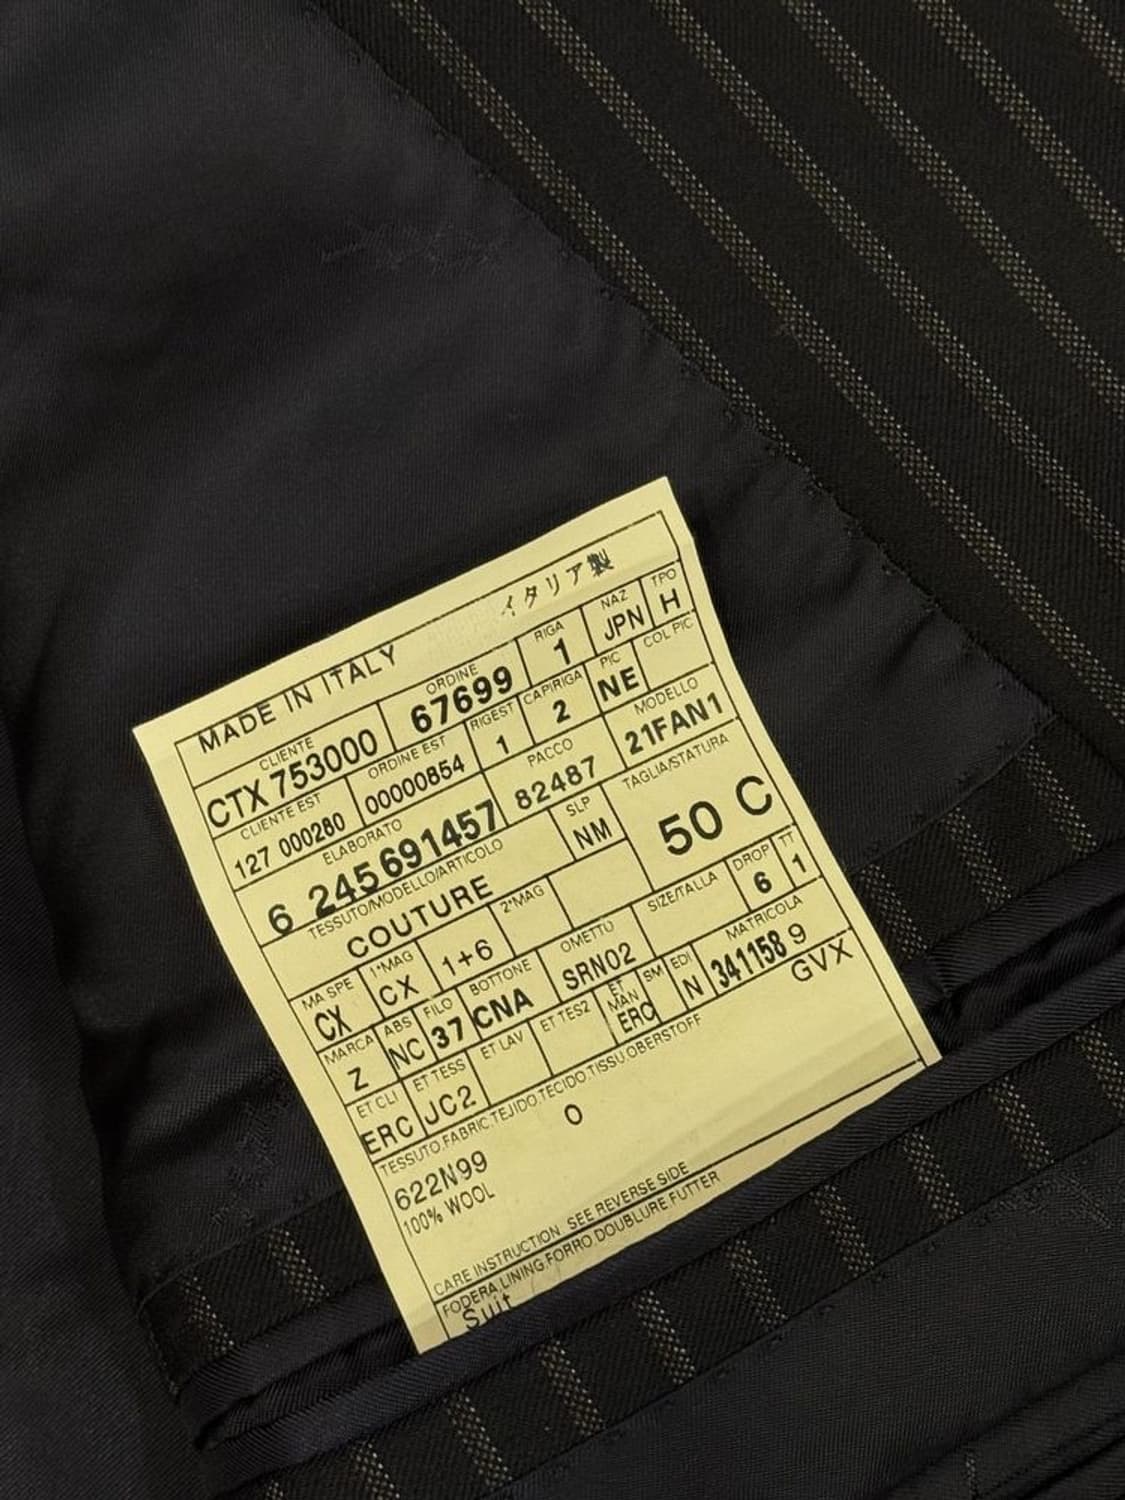 MADE IN ITALY イタリア製
CLIENTE ORDINE RIGA NAZ TPO
CTX 753000 67699 1 JPN H
CLIENTE EST ORDINE EST RIGEST CAPIRIGA PIC COL PIC
127 000280 00000854 1 2 NE
ELABORATO PACCO MODELLO
6 245691457 82487 21FAN1
TESSUTO/MODELLO/ARTICOLO SLP TAGLIA/STATURA
COUTURE NM 50 C
MA SPE 1°MAG 2°MAG SIZE/TALLA DROP TT
CX CX 1+6 6 1
MARCA ABS FILO BOTTONE OMETTO MATRICOLA
Z NC 37 CNA SRN02 341158 9
ET CLI ET TESS ET LAV ET TES2 ET MAN SM EDI
ERC JC2 ERC N GVX
TESSUTO.FABRIC.TEJIDO.TECIDO.TISSU.OBERSTOFF
O
622N99
100% WOOL
CARE INSTRUCTION SEE REVERSE SIDE
FODERA.LINING.FORRO.DOUBLURE.FUTTER
Suit